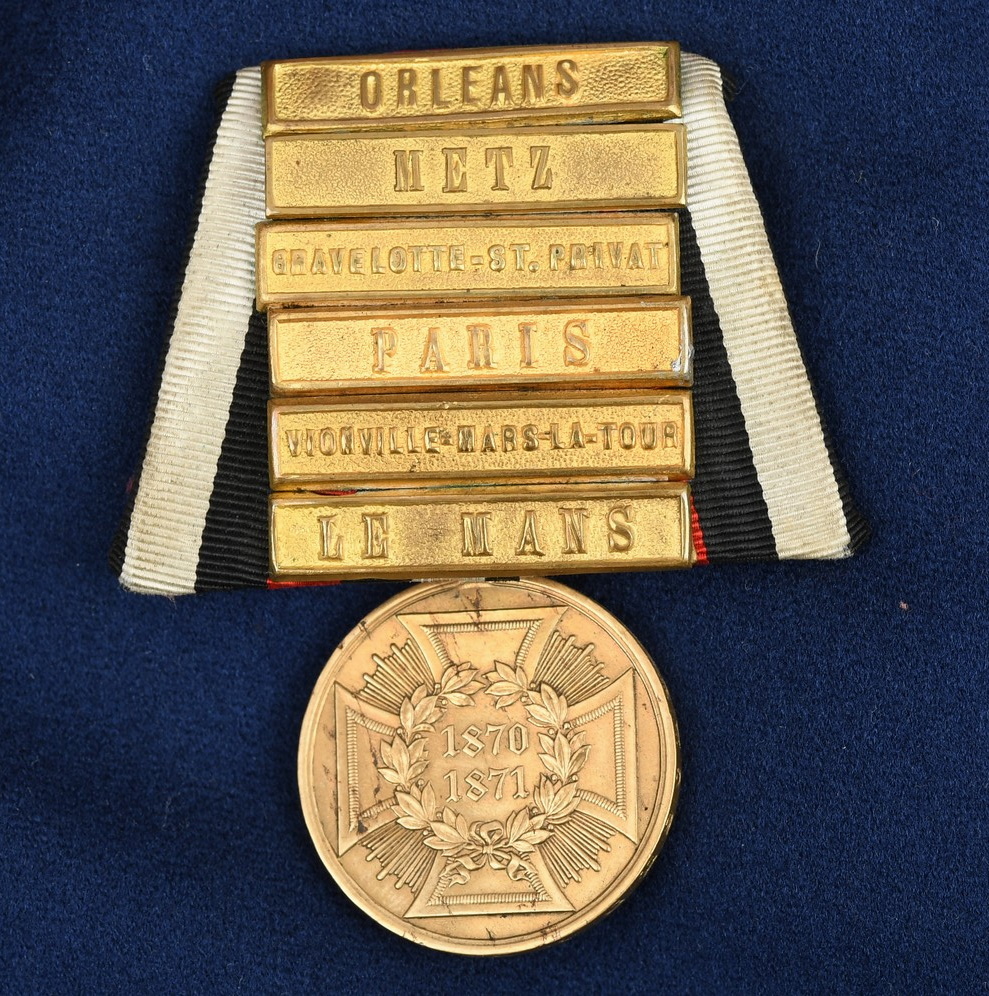 ORLEANS
METZ
GRAVELOTTE-ST. PRIVAT
PARIS
VIONVILLE-MARS-LA-TOUR
LE MANS
1870
1871